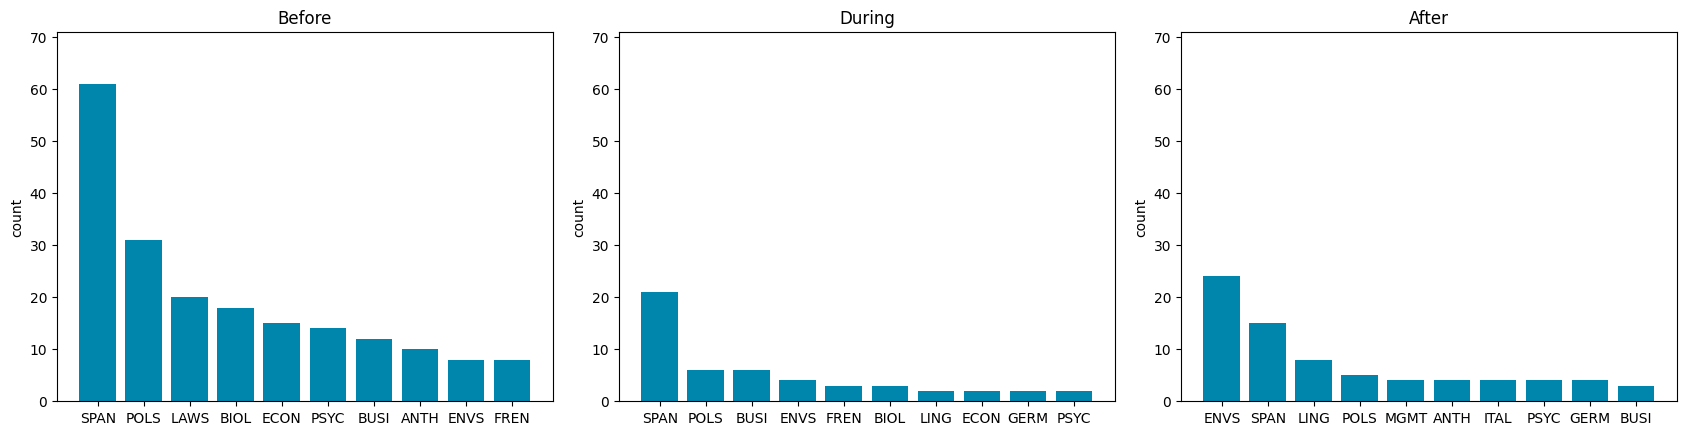 Before
70
60
50
40
30
20
10
0
count
SPAN POLS LAWS BIOL ECON PSYC BUSI ANTH ENVS FREN
During
70
60
50
40
30
20
10
0
count
SPAN POLS BUSI ENVS FREN BIOL LING ECON GERM PSYC
After
70
60
50
40
30
20
10
0
count
ENVS SPAN LING POLS MGMT ANTH ITAL PSYC GERM BUSI